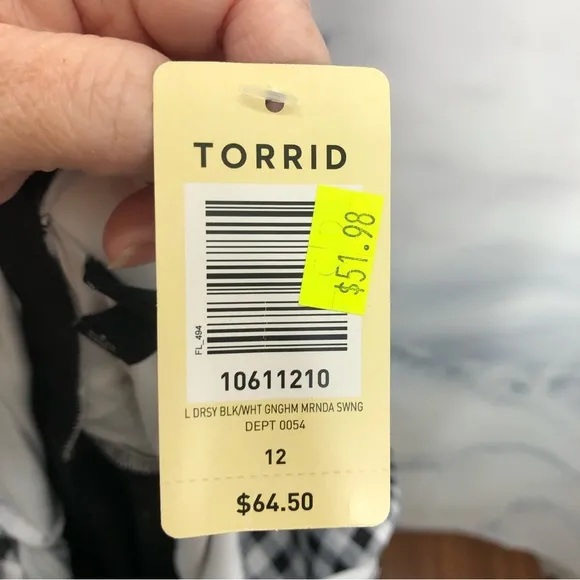 TORRID
$51.98
FL_494
10611210
L DRSY BLK/WHT GNGHM MRNDA SWNG
DEPT 0054
12
$64.50